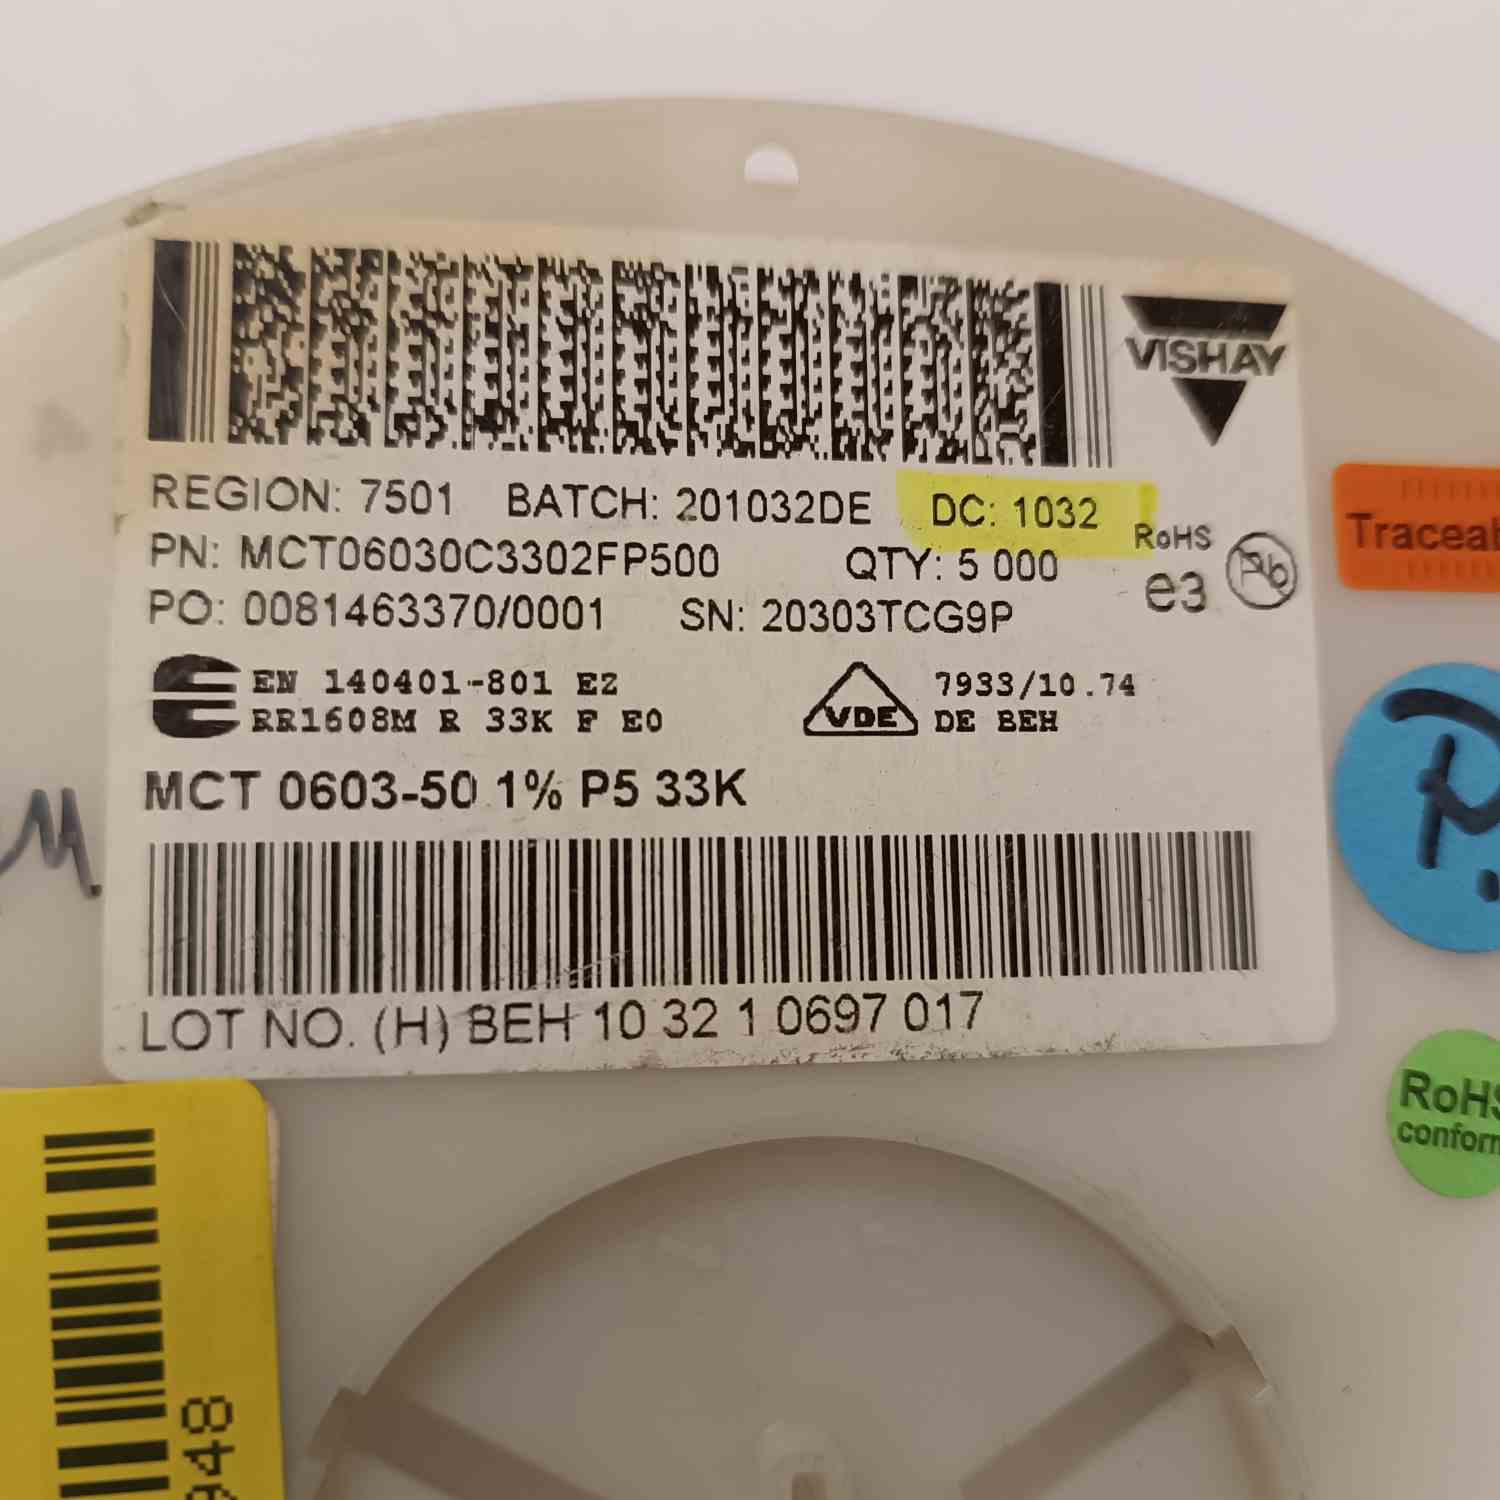 VISHAY
REGION: 7501 BATCH: 201032DE DC: 1032
PN: MCT06030C3302FP500 QTY: 5 000
RoHS
e3 Pb
PO: 0081463370/0001 SN: 20303TCG9P
EN 140401-801 EZ
RR1608M R 33K F E0
VDE
7933/10.74
DE BEH
MCT 0603-50 1% P5 33K
LOT NO. (H) BEH 10 32 1 0697 017
RoHS
948